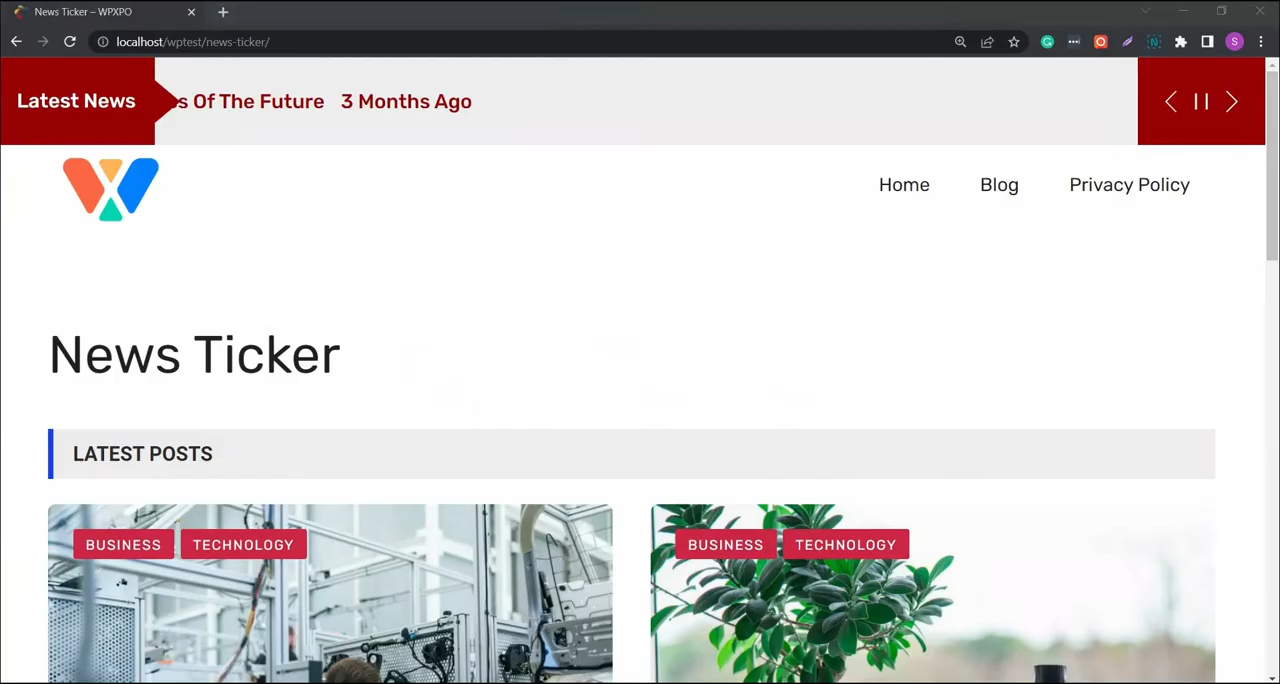 News Ticker – WPXPO
localhost/wptest/news-ticker/
S
Latest News
Of The Future 3 Months Ago
Home Blog Privacy Policy
News Ticker
LATEST POSTS
BUSINESS TECHNOLOGY
BUSINESS TECHNOLOGY